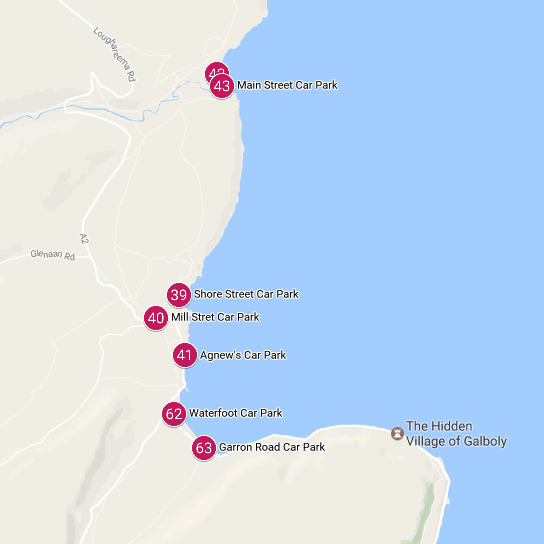 Loughareema Rd
43
Main Street Car Park
A2
Glenaan Rd
39
Shore Street Car Park
40
Mill Stret Car Park
41
Agnew's Car Park
62
Waterfoot Car Park
The Hidden
Village of Galboly
63
Garron Road Car Park